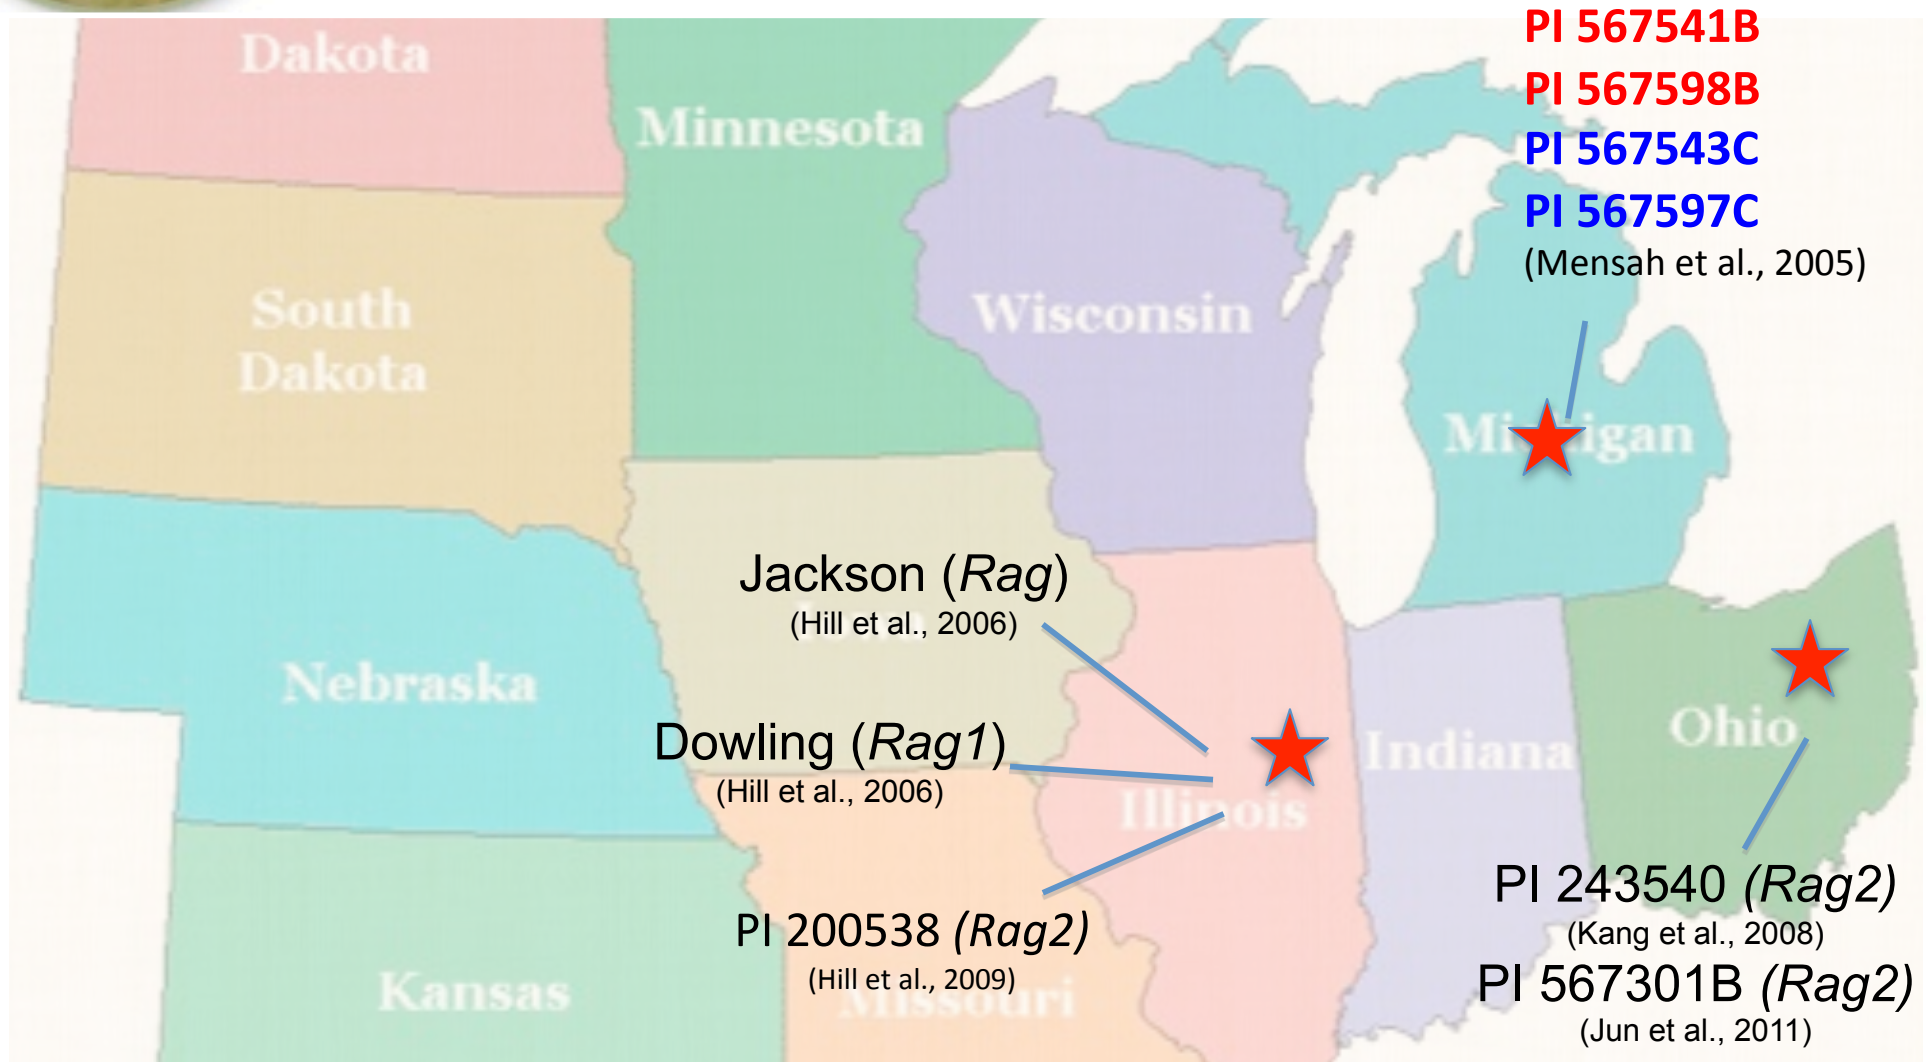 PI 567541B
PI 567598B
PI 567543C
PI 567597C
(Mensah et al., 2005)
Dakota
Minnesota
South
Dakota
Wisconsin
Michigan
Jackson (Rag)
(Hill et al., 2006)
Iowa
Nebraska
Dowling (Rag1)
(Hill et al., 2006)
Illinois
Indiana
Ohio
PI 200538 (Rag2)
(Hill et al., 2009)
PI 243540 (Rag2)
(Kang et al., 2008)
PI 567301B (Rag2)
(Jun et al., 2011)
Kansas
Missouri